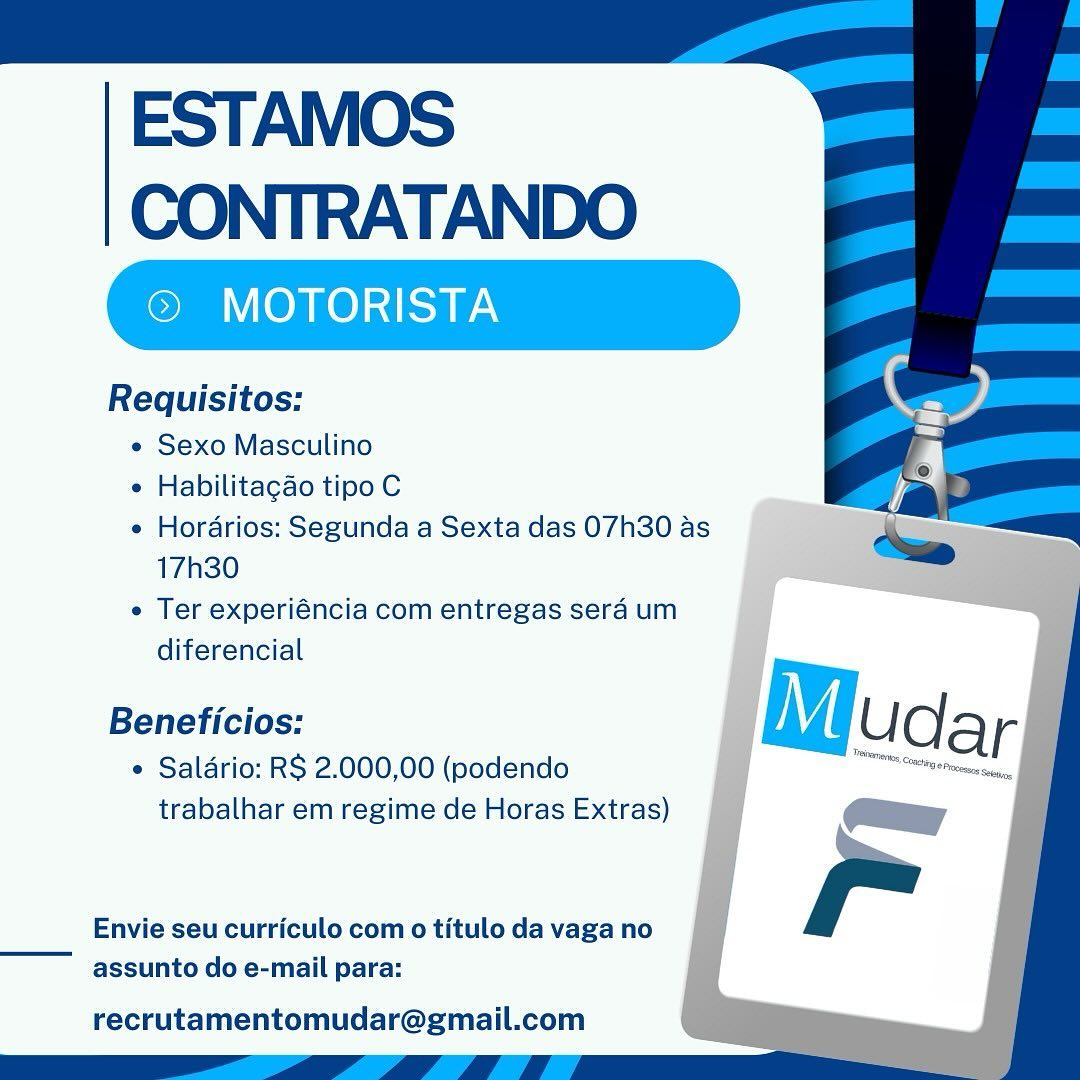 ESTAMOS
CONTRATANDO
MOTORISTA
Requisitos:
• Sexo Masculino
• Habilitação tipo C
• Horários: Segunda a Sexta das 07h30 às
17h30
• Ter experiência com entregas será um
diferencial
Benefícios:
• Salário: R$ 2.000,00 (podendo
trabalhar em regime de Horas Extras)
Envie seu currículo com o título da vaga no
assunto do e-mail para:
recrutamentomudar@gmail.com
Mudar
Treinamentos, Coaching e Processos Seletivos
F